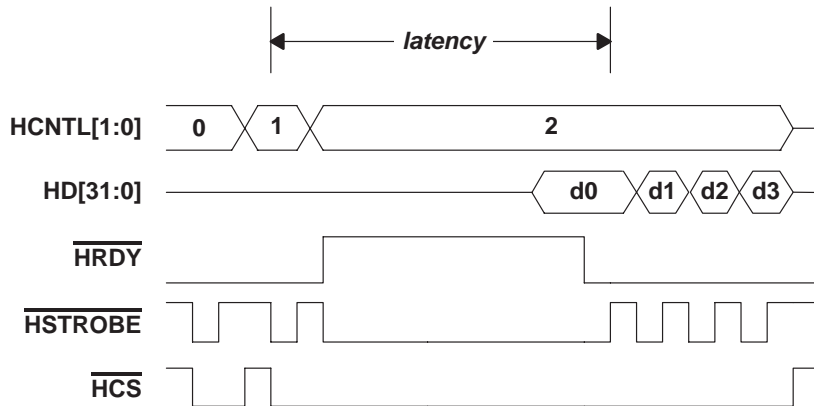 latency
HCNTL[1:0] 0 1 2
HD[31:0] d0 d1 d2 d3
HRDY
HSTROBE
HCS